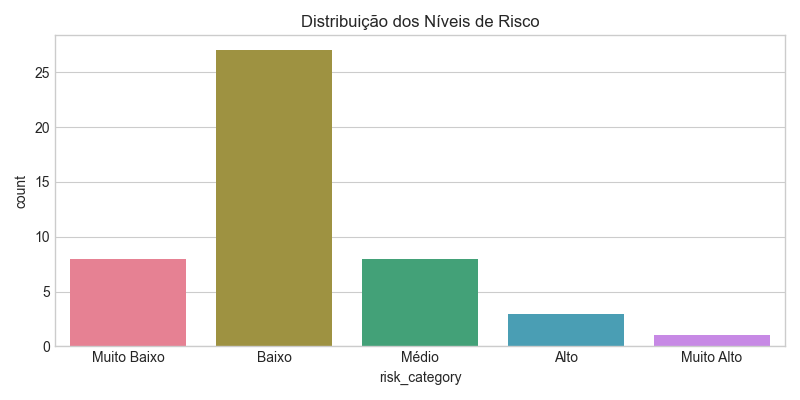 Distribuição dos Níveis de Risco
count
25
20
15
10
5
0
Muito Baixo Baixo Médio Alto Muito Alto
risk_category